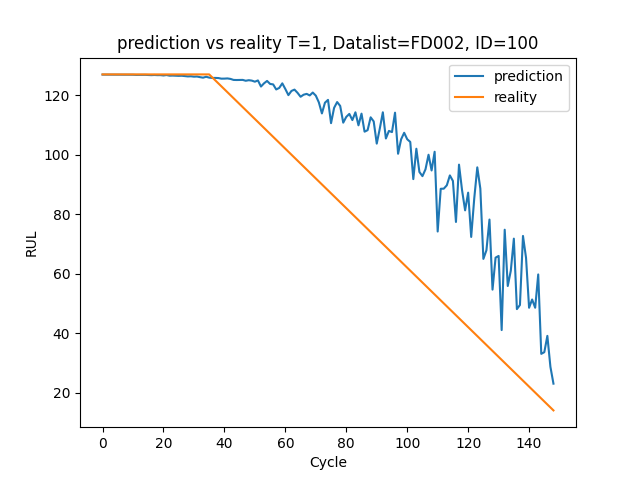 prediction vs reality T=1, Datalist=FD002, ID=100
prediction
reality
RUL
120
100
80
60
40
20
0 20 40 60 80 100 120 140
Cycle